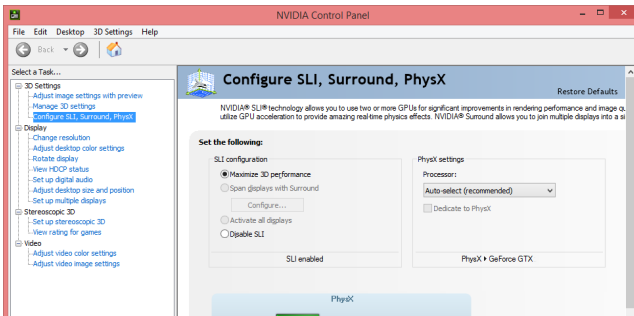 NVIDIA Control Panel
File Edit Desktop 3D Settings Help
Back
Select a Task...
3D Settings
Adjust image settings with preview
Manage 3D settings
Configure SLI, Surround, PhysX
Display
Change resolution
Adjust desktop color settings
Rotate display
View HDCP status
Set up digital audio
Adjust desktop size and position
Set up multiple displays
Stereoscopic 3D
Set up stereoscopic 3D
View rating for games
Video
Adjust video color settings
Adjust video image settings
Configure SLI, Surround, PhysX
Restore Defaults
NVIDIA® SLI® technology allows you to use two or more GPUs for significant improvements in rendering performance and image qu
utilize GPU acceleration to provide amazing real-time physics effects. NVIDIA® Surround allows you to join multiple displays into a si
Set the following:
SLI configuration
Maximize 3D performance
Span displays with Surround
Configure...
Activate all displays
Disable SLI
SLI enabled
PhysX settings
Processor:
Auto-select (recommended)
Dedicate to PhysX
PhysX ▸ GeForce GTX
PhysX